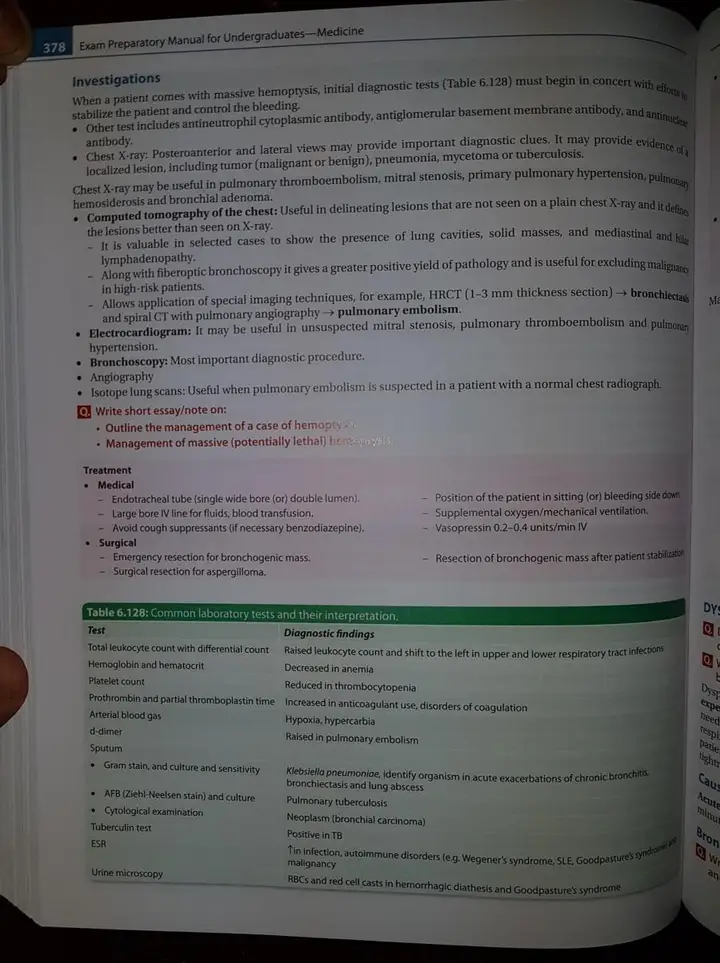 378 Exam Preparatory Manual for Undergraduates—Medicine
Investigations
When a patient comes with massive hemoptysis, initial diagnostic tests (Table 6.128) must begin in concert with efforts to
stabilize the patient and control the bleeding.
• Other test includes antineutrophil cytoplasmic antibody, antiglomerular basement membrane antibody, and antinuclear
antibody.
• Chest X-ray: Posteroanterior and lateral views may provide important diagnostic clues. It may provide evidence of a
localized lesion, including tumor (malignant or benign), pneumonia, mycetoma or tuberculosis.
Chest X-ray may be useful in pulmonary thromboembolism, mitral stenosis, primary pulmonary hypertension, pulmonary
hemosiderosis and bronchial adenoma.
• Computed tomography of the chest: Useful in delineating lesions that are not seen on a plain chest X-ray and it defines
the lesions better than seen on X-ray.
– It is valuable in selected cases to show the presence of lung cavities, solid masses, and mediastinal and hilar
lymphadenopathy.
– Along with fiberoptic bronchoscopy it gives a greater positive yield of pathology and is useful for excluding malignancy
in high-risk patients.
– Allows application of special imaging techniques, for example, HRCT (1–3 mm thickness section) → bronchiectasis
and spiral CT with pulmonary angiography → pulmonary embolism.
• Electrocardiogram: It may be useful in unsuspected mitral stenosis, pulmonary thromboembolism and pulmonary
hypertension.
• Bronchoscopy: Most important diagnostic procedure.
• Angiography
• Isotope lung scans: Useful when pulmonary embolism is suspected in a patient with a normal chest radiograph.
Q. Write short essay/note on:
• Outline the management of a case of hemoptysis.
• Management of massive (potentially lethal) hemoptysis.
Treatment
• Medical
– Endotracheal tube (single wide bore (or) double lumen). – Position of the patient in sitting (or) bleeding side down
– Large bore IV line for fluids, blood transfusion. – Supplemental oxygen/mechanical ventilation.
– Avoid cough suppressants (if necessary benzodiazepine). – Vasopressin 0.2–0.4 units/min IV
• Surgical
– Emergency resection for bronchogenic mass. – Resection of bronchogenic mass after patient stabilization
– Surgical resection for aspergilloma.
Table 6.128: Common laboratory tests and their interpretation.
Test Diagnostic findings
Total leukocyte count with differential count Raised leukocyte count and shift to the left in upper and lower respiratory tract infections
Hemoglobin and hematocrit Decreased in anemia
Platelet count Reduced in thrombocytopenia
Prothrombin and partial thromboplastin time Increased in anticoagulant use, disorders of coagulation
Arterial blood gas Hypoxia, hypercarbia
d-dimer Raised in pulmonary embolism
Sputum
• Gram stain, and culture and sensitivity Klebsiella pneumoniae, identify organism in acute exacerbations of chronic bronchitis,
bronchiectasis and lung abscess
• AFB (Ziehl-Neelsen stain) and culture Pulmonary tuberculosis
• Cytological examination Neoplasm (bronchial carcinoma)
Tuberculin test Positive in TB
ESR ↑in infection, autoimmune disorders (e.g. Wegener's syndrome, SLE, Goodpasture's syndrome) and
malignancy
Urine microscopy RBCs and red cell casts in hemorrhagic diathesis and Goodpasture's syndrome